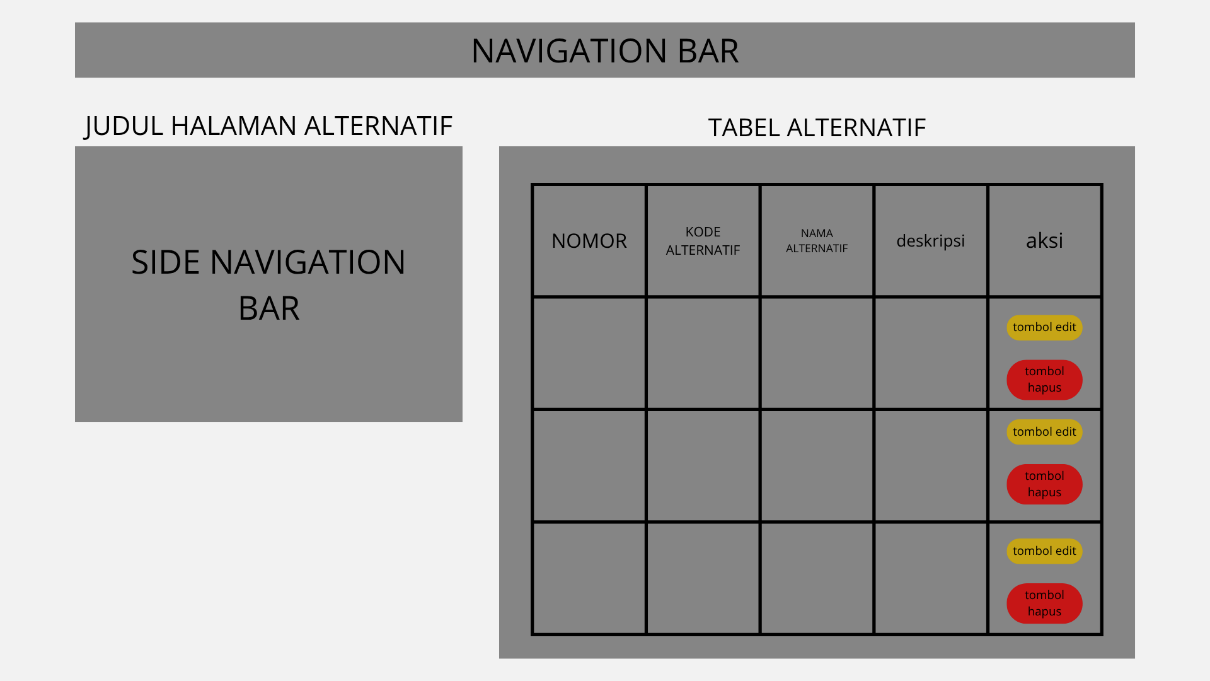 NAVIGATION BAR
JUDUL HALAMAN ALTERNATIF
SIDE NAVIGATION
BAR
TABEL ALTERNATIF
NOMOR
KODE
ALTERNATIF
NAMA
ALTERNATIF
deskripsi
aksi
tombol edit
tombol
hapus
tombol edit
tombol
hapus
tombol edit
tombol
hapus